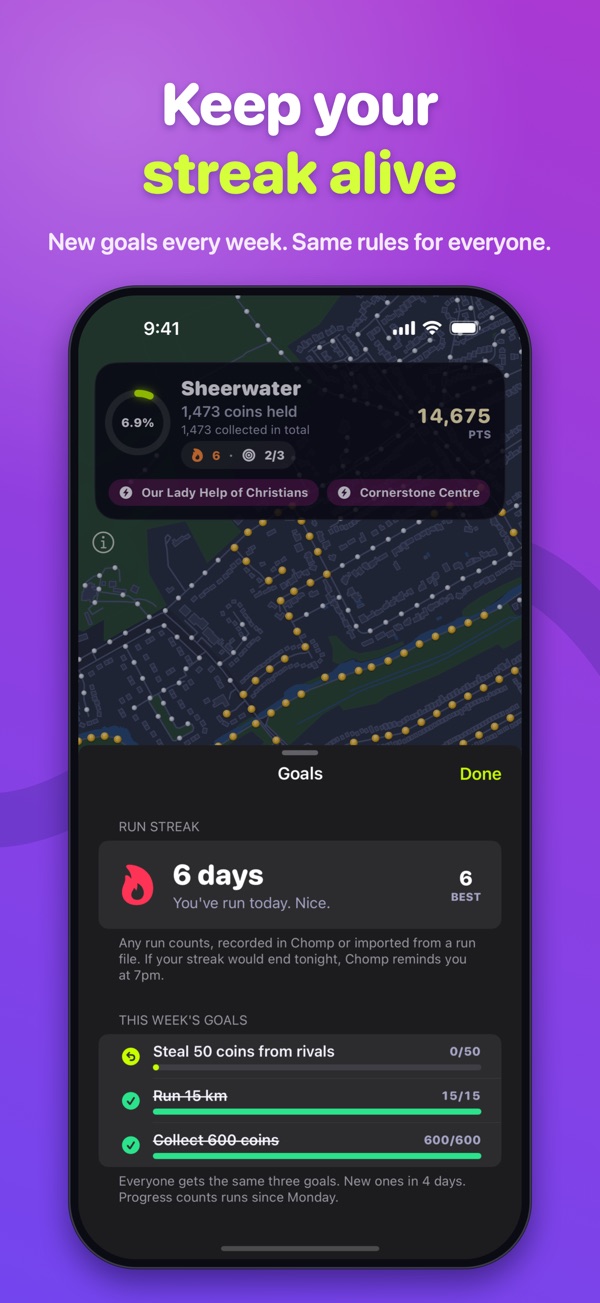 Keep your
streak alive
New goals every week. Same rules for everyone.
9:41
Sheerwater
1,473 coins held
1,473 collected in total
6.9%
14,675
PTS
6 · 2/3
Our Lady Help of Christians
Cornerstone Centre
Goals
Done
RUN STREAK
6 days
You've run today. Nice.
6
BEST
Any run counts, recorded in Chomp or imported from a run
file. If your streak would end tonight, Chomp reminds you
at 7pm.
THIS WEEK'S GOALS
Steal 50 coins from rivals 0/50
Run 15 km 15/15
Collect 600 coins 600/600
Everyone gets the same three goals. New ones in 4 days.
Progress counts runs since Monday.